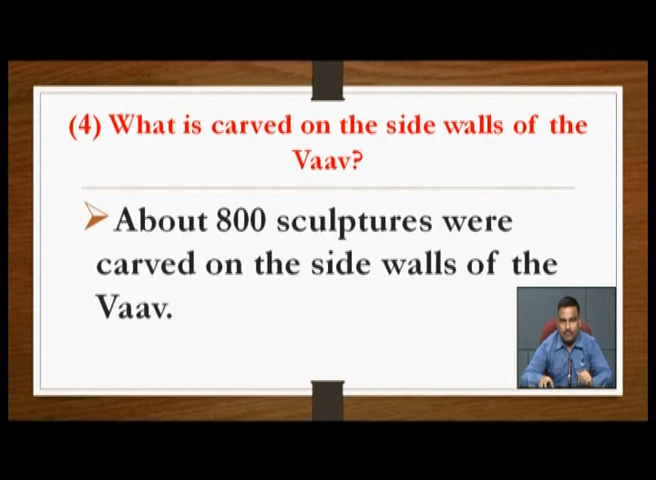 (4) What is carved on the side walls of the
Vaav?
About 800 sculptures were
carved on the side walls of the
Vaav.